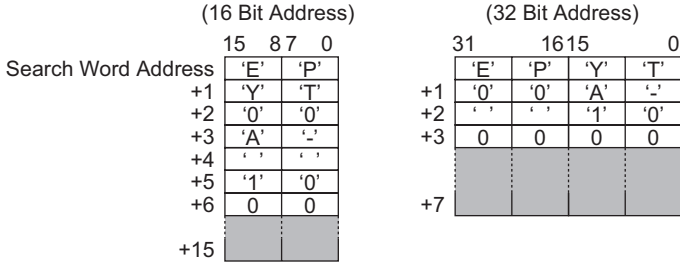 (16 Bit Address) (32 Bit Address)
15 8 7 0 31 16 15 0
Search Word Address ‘E’ ‘P’ ‘E’ ‘P’ ‘Y’ ‘T’
+1 ‘Y’ ‘T’ +1 ‘0’ ‘0’ ‘A’ ‘-’
+2 ‘0’ ‘0’ +2 ‘ ’ ‘ ’ ‘1’ ‘0’
+3 ‘A’ ‘-’ +3 0 0 0 0
+4 ‘ ’ ‘ ’
+5 ‘1’ ‘0’
+6 0 0 +7
+15